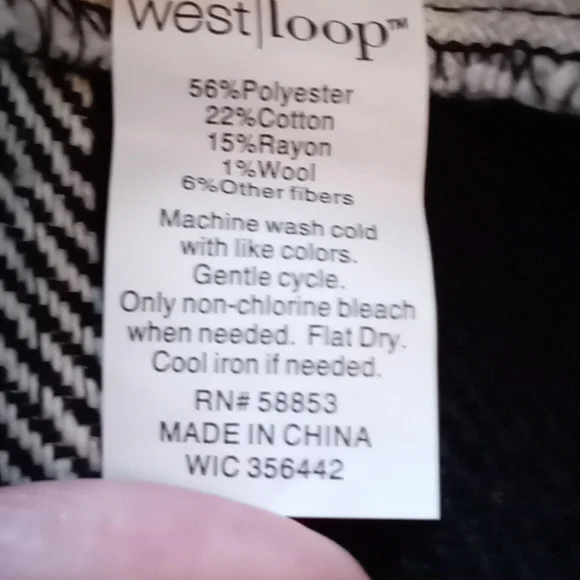 west|loop™
56%Polyester
22%Cotton
15%Rayon
1%Wool
6%Other fibers
Machine wash cold
with like colors.
Gentle cycle.
Only non-chlorine bleach
when needed. Flat Dry.
Cool iron if needed.
RN# 58853
MADE IN CHINA
WIC 356442